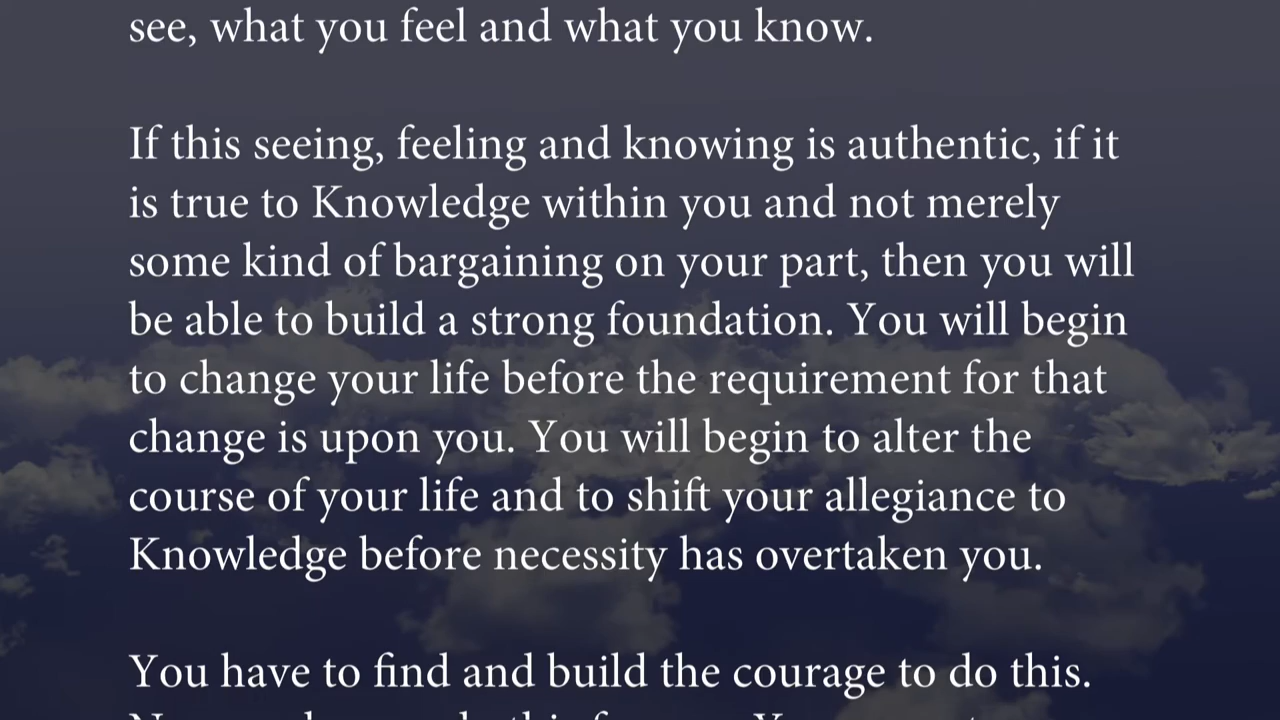 see, what you feel and what you know.
If this seeing, feeling and knowing is authentic, if it
is true to Knowledge within you and not merely
some kind of bargaining on your part, then you will
be able to build a strong foundation. You will begin
to change your life before the requirement for that
change is upon you. You will begin to alter the
course of your life and to shift your allegiance to
Knowledge before necessity has overtaken you.
You have to find and build the courage to do this.